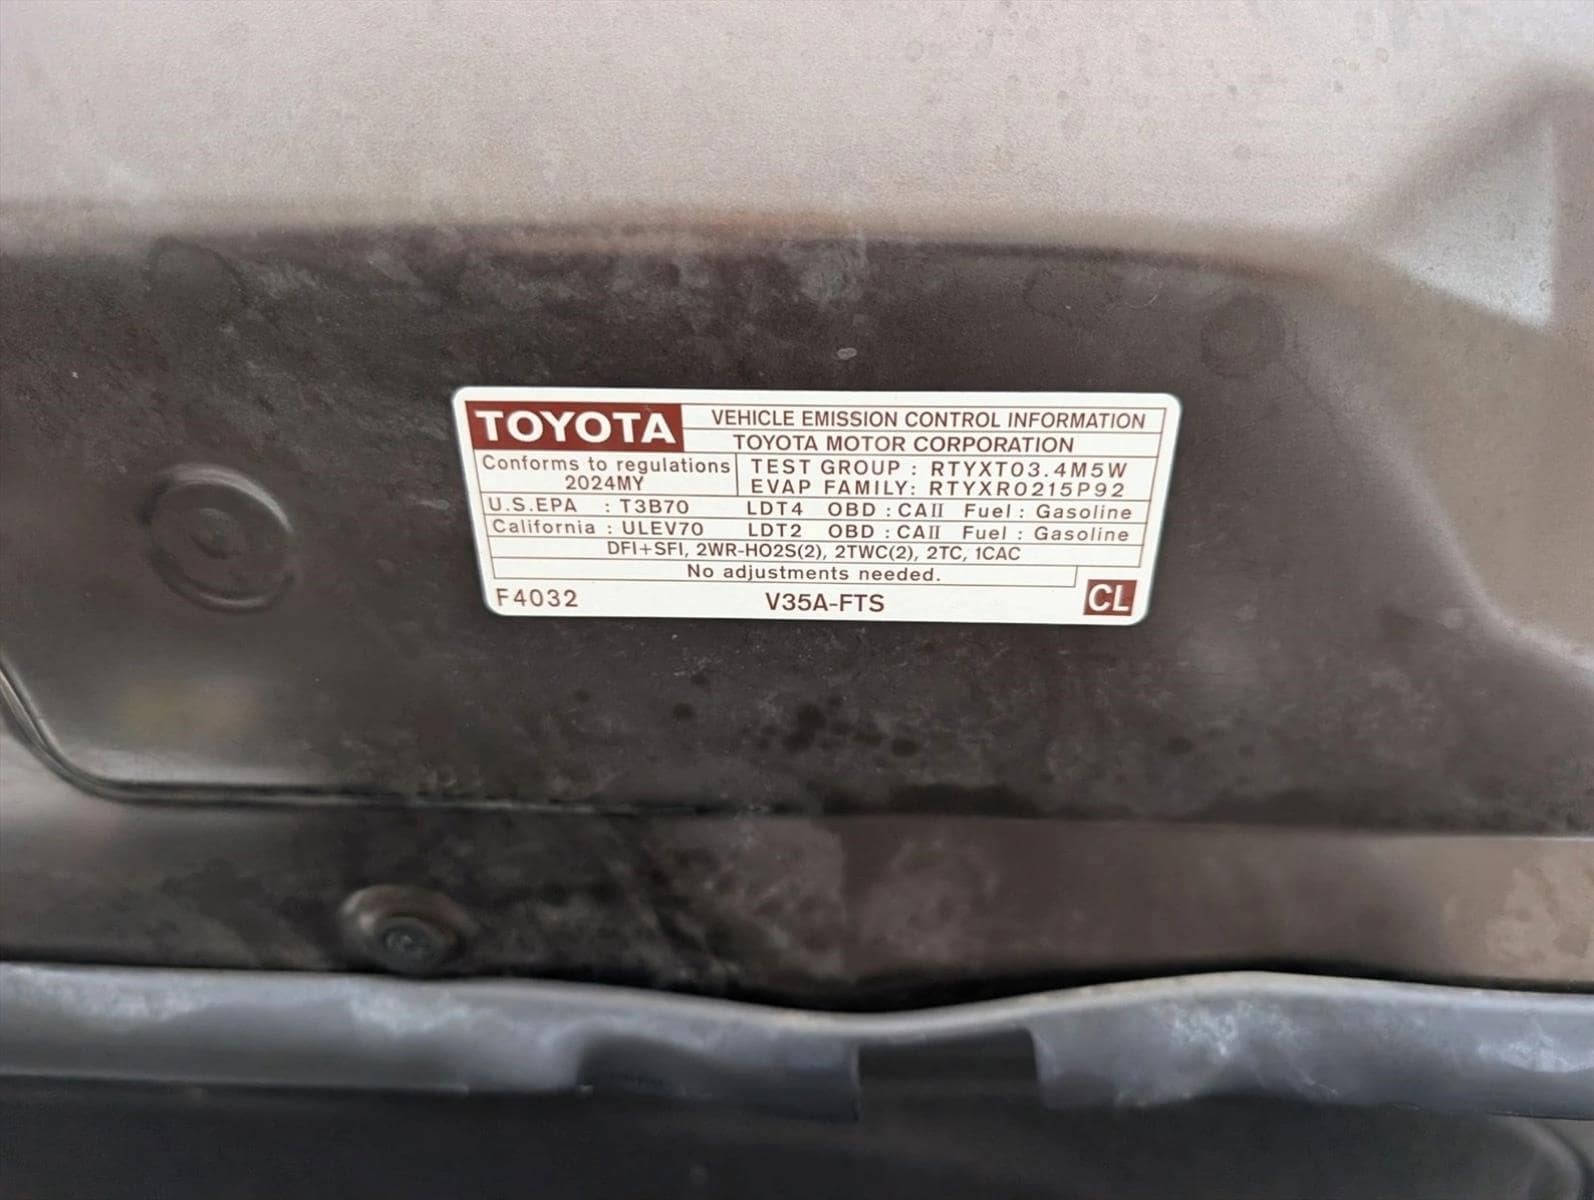 TOYOTA VEHICLE EMISSION CONTROL INFORMATION
TOYOTA MOTOR CORPORATION
Conforms to regulations
2024MY
TEST GROUP : RTYXT03.4M5W
EVAP FAMILY: RTYXR0215P92
U.S.EPA : T3B70 LDT4 OBD : CAII Fuel : Gasoline
California : ULEV70 LDT2 OBD : CAII Fuel : Gasoline
DFI+SFI, 2WR-HO2S(2), 2TWC(2), 2TC, 1CAC
No adjustments needed.
F4032 V35A-FTS CL